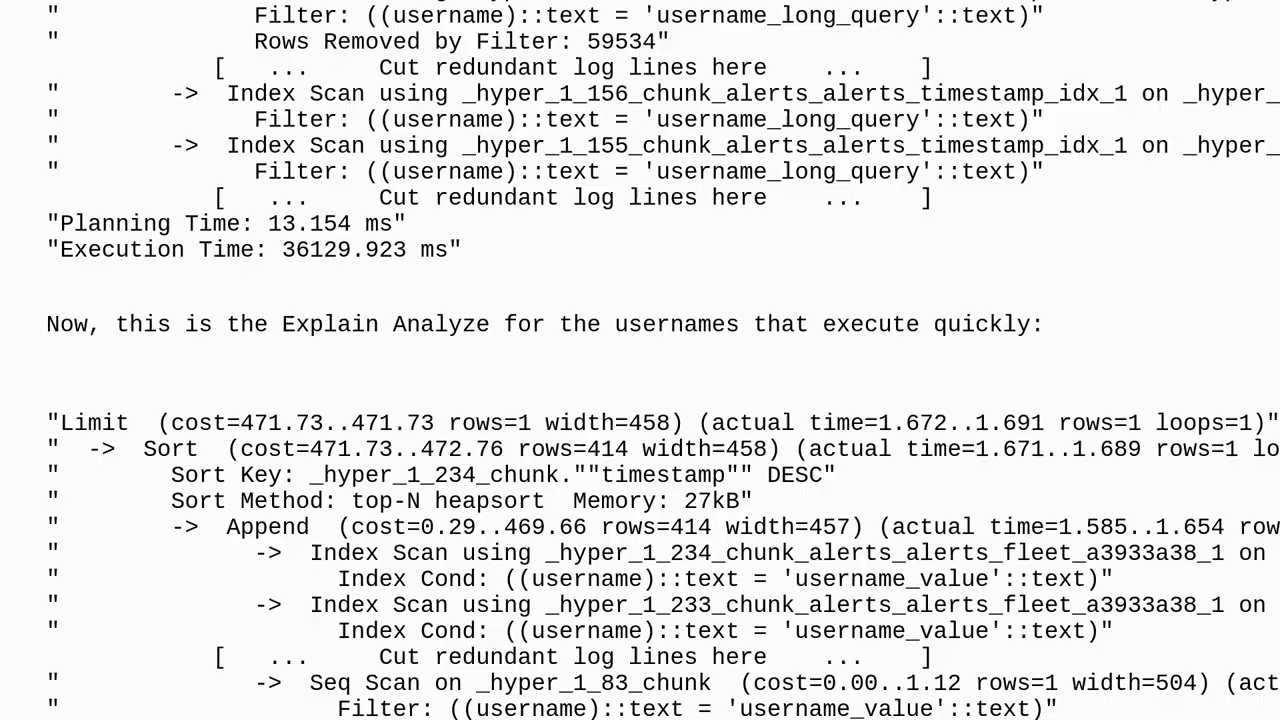 "              Filter: ((username)::text = 'username_long_query'::text)"
"              Rows Removed by Filter: 59534"
            [   ...     Cut redundant log lines here    ...    ]
"        ->  Index Scan using _hyper_1_156_chunk_alerts_alerts_timestamp_idx_1 on _hyper_
"              Filter: ((username)::text = 'username_long_query'::text)"
"        ->  Index Scan using _hyper_1_155_chunk_alerts_alerts_timestamp_idx_1 on _hyper_
"              Filter: ((username)::text = 'username_long_query'::text)"
            [   ...     Cut redundant log lines here    ...    ]
"Planning Time: 13.154 ms"
"Execution Time: 36129.923 ms"
Now, this is the Explain Analyze for the usernames that execute quickly:
"Limit  (cost=471.73..471.73 rows=1 width=458) (actual time=1.672..1.691 rows=1 loops=1)"
"  ->  Sort  (cost=471.73..472.76 rows=414 width=458) (actual time=1.671..1.689 rows=1 lo
"        Sort Key: _hyper_1_234_chunk.""timestamp"" DESC"
"        Sort Method: top-N heapsort  Memory: 27kB"
"        ->  Append  (cost=0.29..469.66 rows=414 width=457) (actual time=1.585..1.654 row
"              ->  Index Scan using _hyper_1_234_chunk_alerts_alerts_fleet_a3933a38_1 on
"                    Index Cond: ((username)::text = 'username_value'::text)"
"              ->  Index Scan using _hyper_1_233_chunk_alerts_alerts_fleet_a3933a38_1 on
"                    Index Cond: ((username)::text = 'username_value'::text)"
            [   ...     Cut redundant log lines here    ...    ]
"              ->  Seq Scan on _hyper_1_83_chunk  (cost=0.00..1.12 rows=1 width=504) (act
"                    Filter: ((username)::text = 'username_value'::text)"